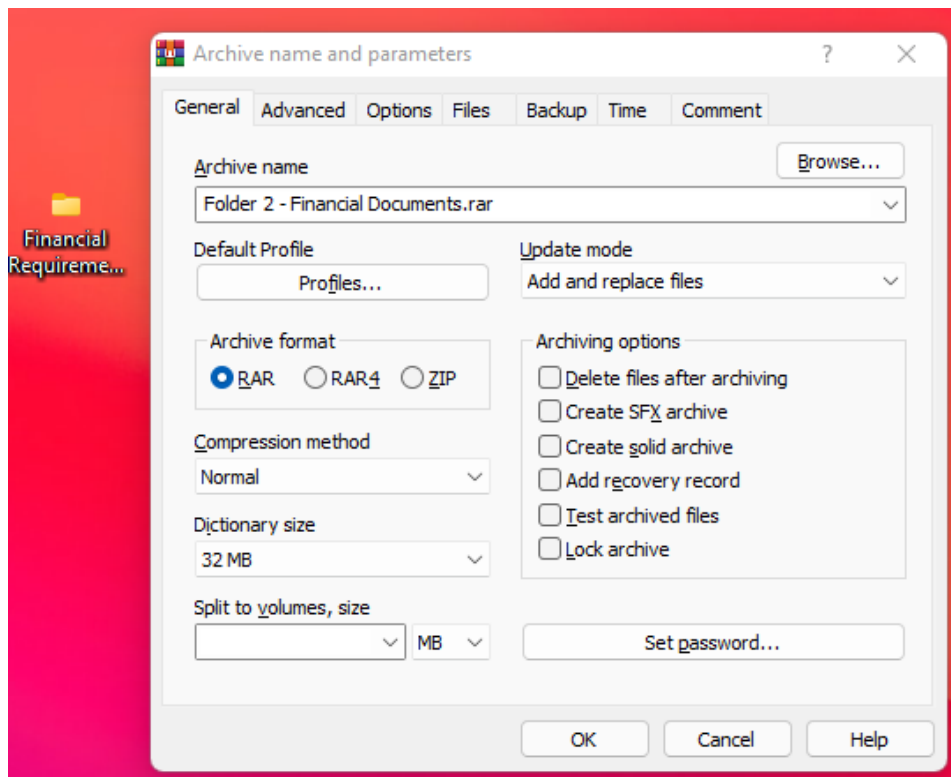 Financial
Requireme...
Archive name and parameters
?
General Advanced Options Files Backup Time Comment
Archive name
Browse...
Folder 2 - Financial Documents.rar
Default Profile
Profiles...
Update mode
Add and replace files
Archive format
RAR RAR4 ZIP
Compression method
Normal
Dictionary size
32 MB
Split to volumes, size
MB
Archiving options
Delete files after archiving
Create SFX archive
Create solid archive
Add recovery record
Test archived files
Lock archive
Set password...
OK Cancel Help